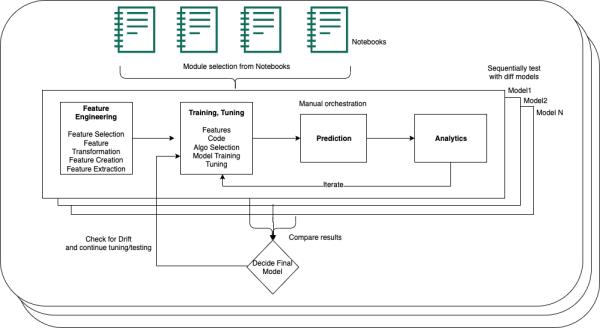 Notebooks
Module selection from Notebooks
Sequentially test
with diff models
Model1
Model2
Model N
Manual orchestration
Feature
Engineering
Feature Selection
Feature
Transformation
Feature Creation
Feature Extraction
Training, Tuning
Features
Code
Algo Selection
Model Training
Tuning
Prediction
Analytics
Iterate
Check for Drift
and continue tuning/testing
Compare results
Decide Final
Model